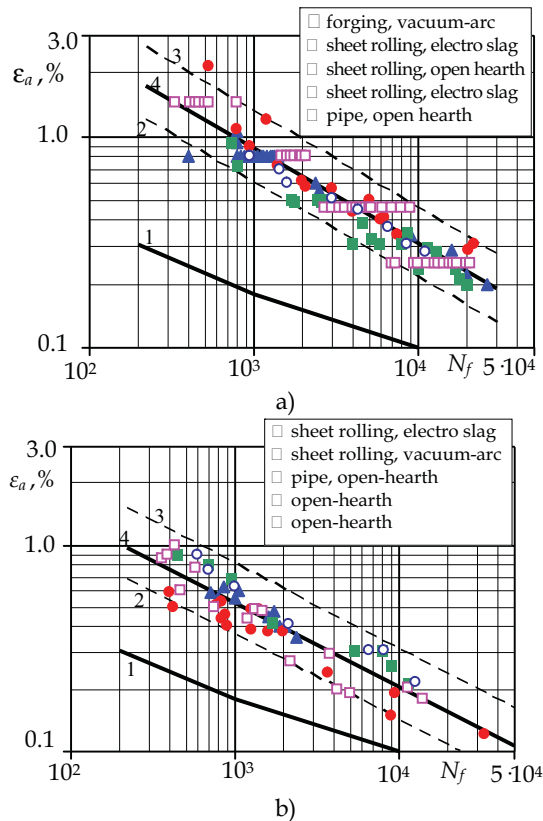 □ forging, vacuum-arc
□ sheet rolling, electro slag
□ sheet rolling, open hearth
□ sheet rolling, electro slag
□ pipe, open hearth
3.0
εa, %
3
4
1.0
2
1
0.1
10² 10³ 10⁴ Nf 5·10⁴
a)
□ sheet rolling, electro slag
□ sheet rolling, vacuum-arc
□ pipe, open-hearth
□ open-hearth
□ open-hearth
3.0
εa, %
3
4
1.0
2
1
0.1
10² 10³ 10⁴ Nf 5·10⁴
b)